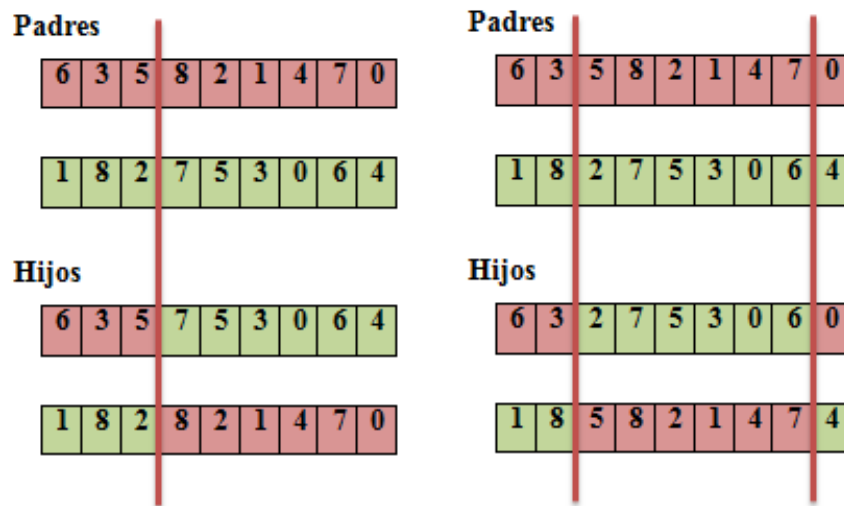 Padres
6 3 5 8 2 1 4 7 0
1 8 2 7 5 3 0 6 4
Hijos
6 3 5 7 5 3 0 6 4
1 8 2 8 2 1 4 7 0
Padres
6 3 5 8 2 1 4 7 0
1 8 2 7 5 3 0 6 4
Hijos
6 3 2 7 5 3 0 6 0
1 8 5 8 2 1 4 7 4